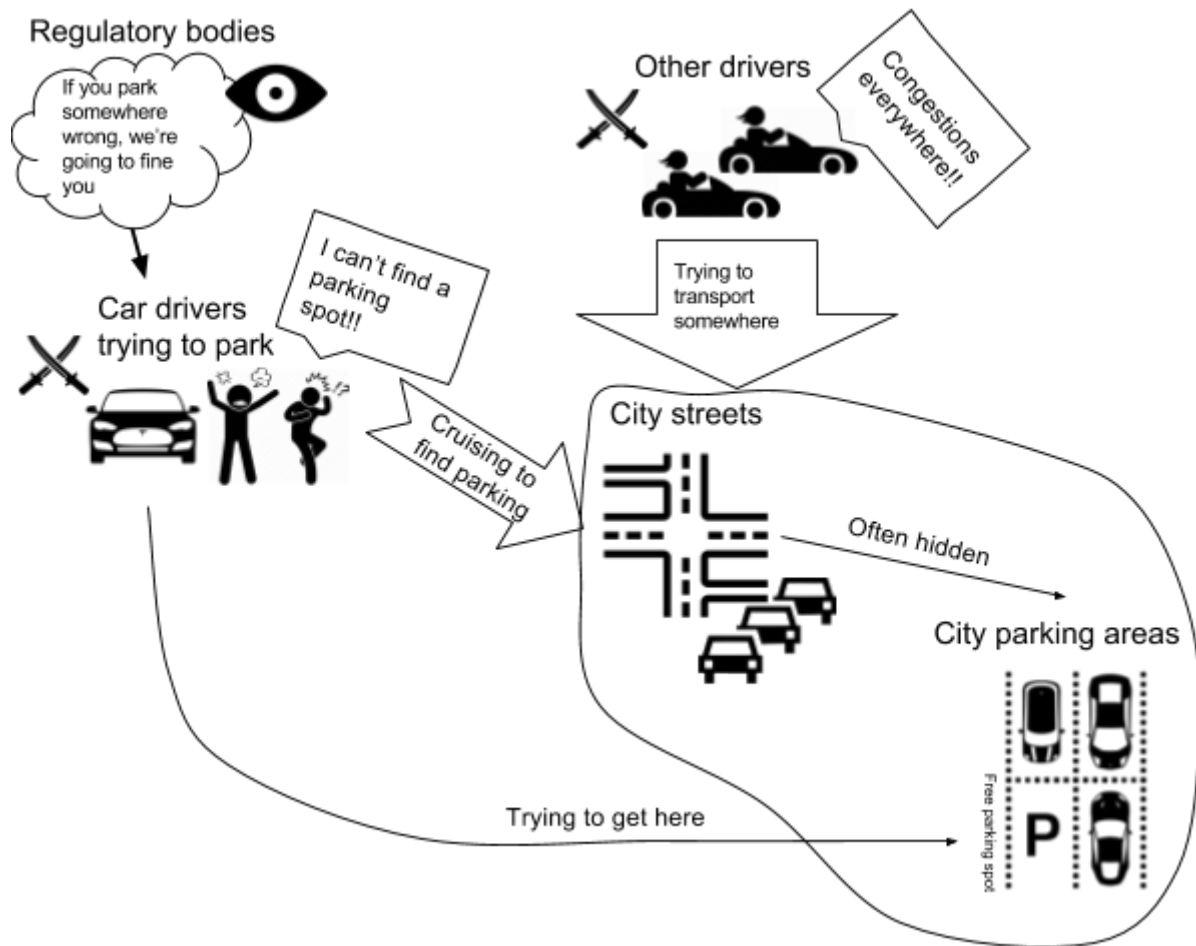 Regulatory bodies
If you park
somewhere
wrong, we're
going to fine
you
Other drivers
Congestions
everywhere!!
I can't find a
parking
spot!!
Trying to
transport
somewhere
Car drivers
trying to park
!?
Cruising to
find parking
City streets
Often hidden
City parking areas
Free parking spot
P
Trying to get here